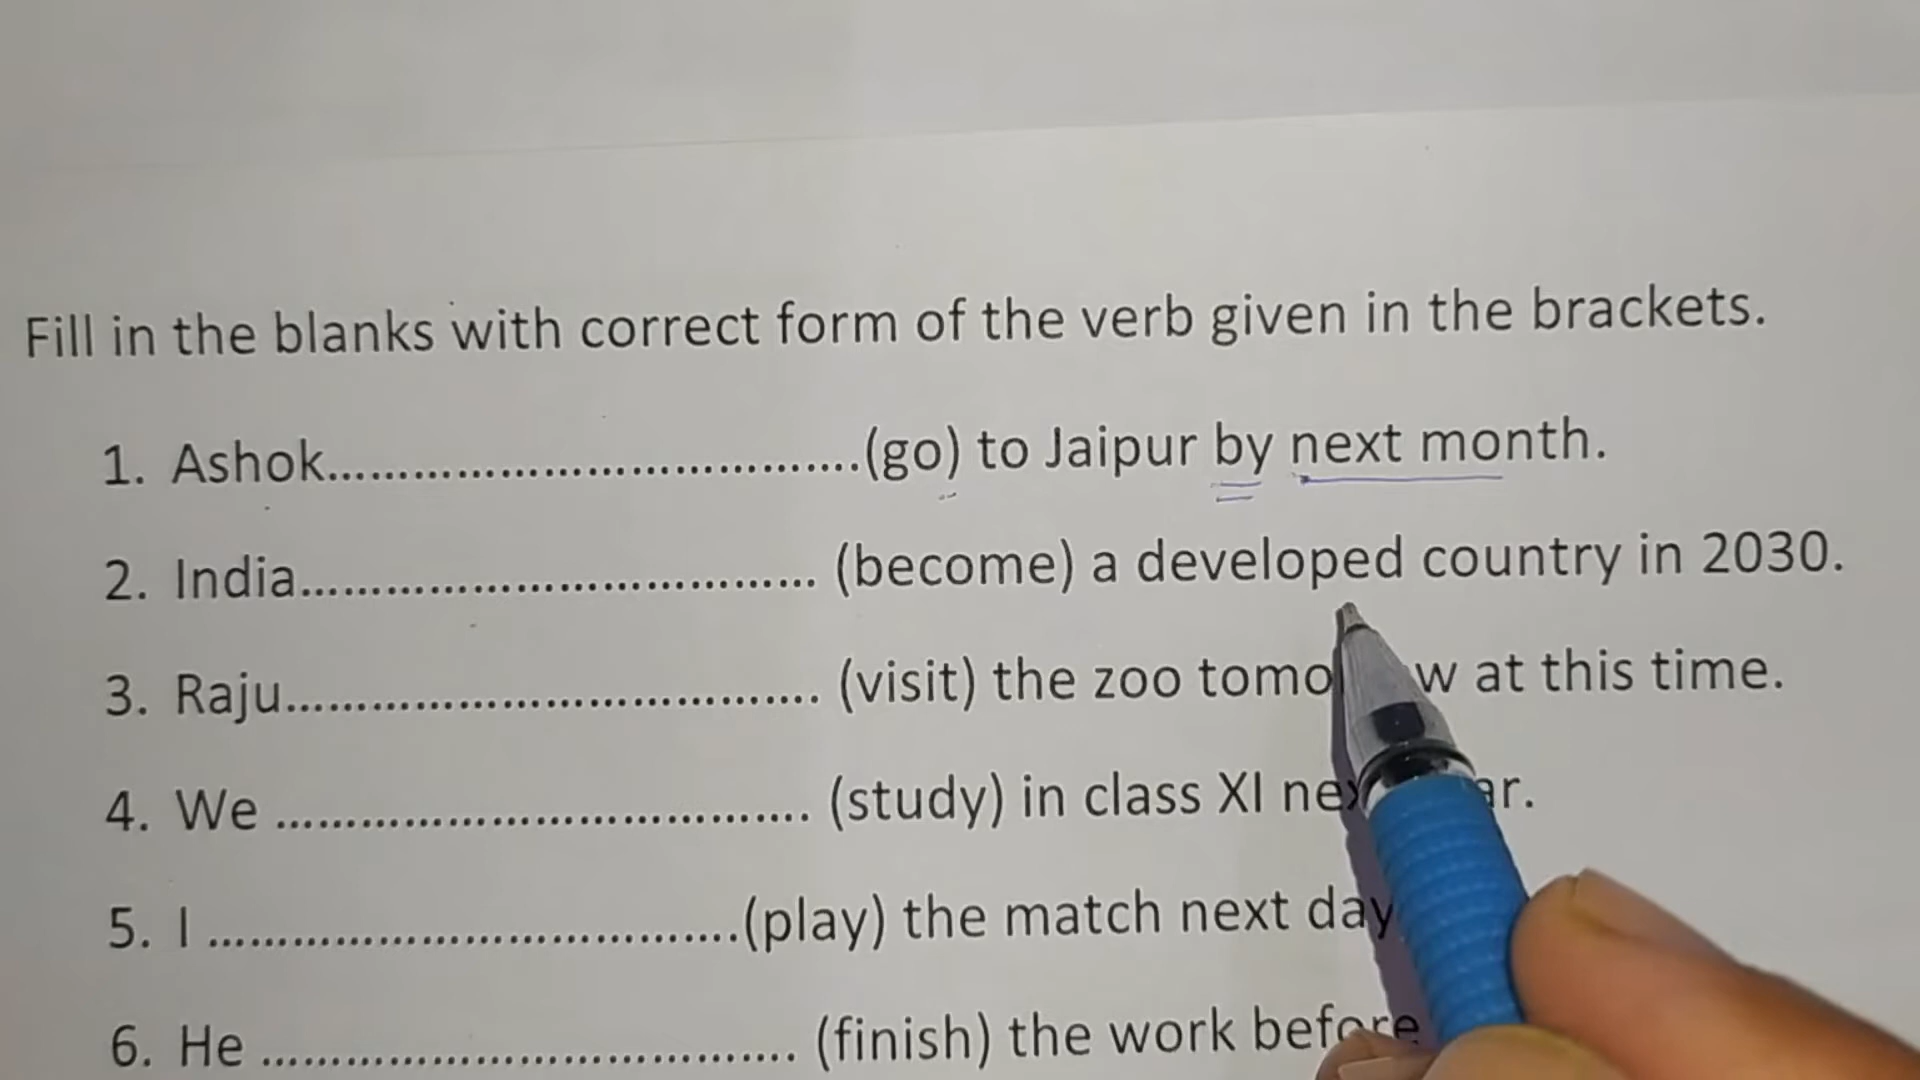 Fill in the blanks with correct form of the verb given in the brackets.
1. Ashok......................................(go) to Jaipur by next month.
2. India..................................... (become) a developed country in 2030.
3. Raju...................................... (visit) the zoo at this time.
4. We ...................................... (study) in class XI
5. I ......................................(play) the match next day
6. He ...................................... (finish) the work before